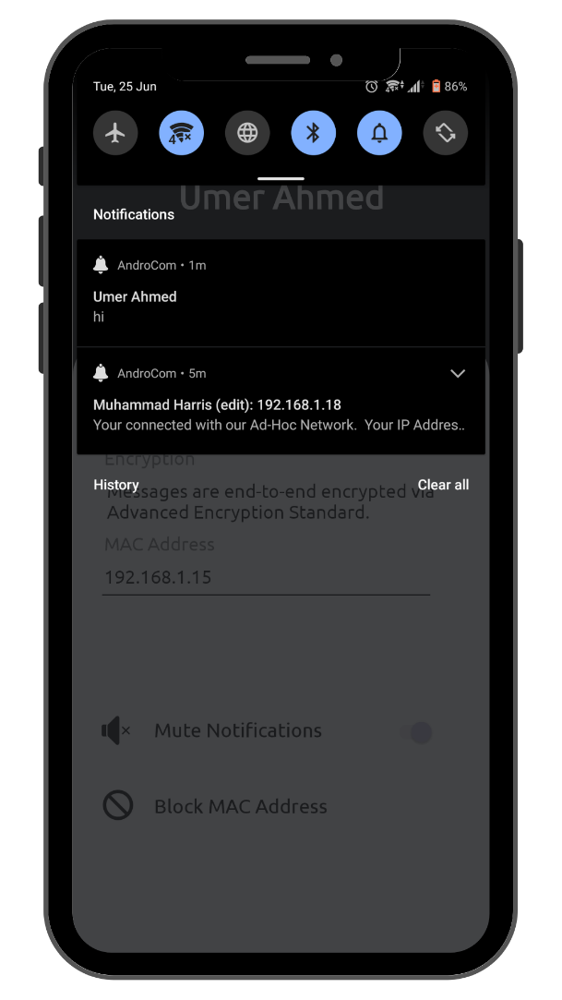 Tue, 25 Jun 86%
4
Umer Ahmed
Notifications
AndroCom • 1m
Umer Ahmed
hi
AndroCom • 5m
Muhammad Harris (edit): 192.168.1.18
Your connected with our Ad-Hoc Network. Your IP Addres..
Encryption
History
Clear all
Messages are end-to-end encrypted via
Advanced Encryption Standard.
MAC Address
192.168.1.15
Mute Notifications
Block MAC Address